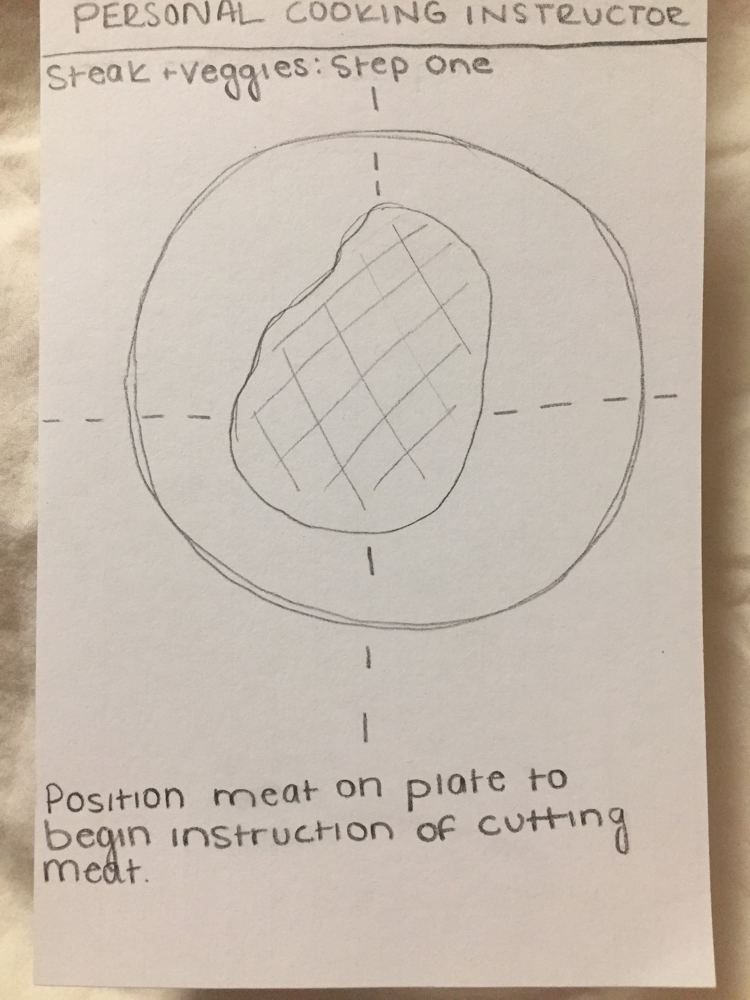 PERSONAL COOKING INSTRUCTOR
Steak + Veggies: Step One
Position meat on plate to
begin instruction of cutting
meat.